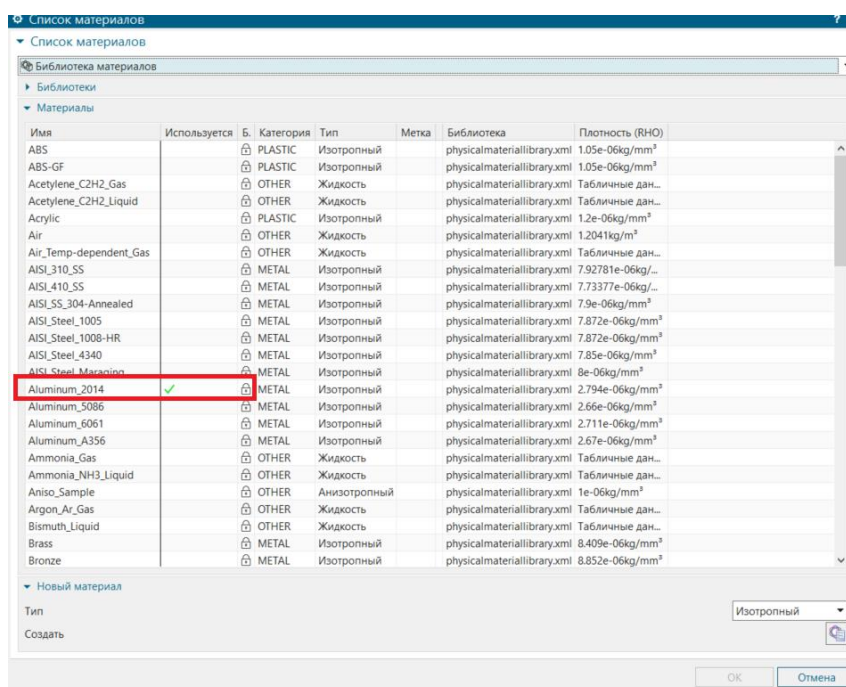 Список материалов ?
Список материалов
Библиотека материалов
Библиотеки
Материалы
Имя Используется Б. Категория Тип Метка Библиотека Плотность (RHO)
ABS PLASTIC Изотропный physicalmateriallibrary.xml 1.05e-06kg/mm³
ABS-GF PLASTIC Изотропный physicalmateriallibrary.xml 1.05e-06kg/mm³
Acetylene_C2H2_Gas OTHER Жидкость physicalmateriallibrary.xml Табличные дан...
Acetylene_C2H2_Liquid OTHER Жидкость physicalmateriallibrary.xml Табличные дан...
Acrylic PLASTIC Изотропный physicalmateriallibrary.xml 1.2e-06kg/mm³
Air OTHER Жидкость physicalmateriallibrary.xml 1.2041kg/m³
Air_Temp-dependent_Gas OTHER Жидкость physicalmateriallibrary.xml Табличные дан...
AISI_310_SS METAL Изотропный physicalmateriallibrary.xml 7.92781e-06kg/...
AISI_410_SS METAL Изотропный physicalmateriallibrary.xml 7.73377e-06kg/...
AISI_SS_304-Annealed METAL Изотропный physicalmateriallibrary.xml 7.9e-06kg/mm³
AISI_Steel_1005 METAL Изотропный physicalmateriallibrary.xml 7.872e-06kg/mm³
AISI_Steel_1008-HR METAL Изотропный physicalmateriallibrary.xml 7.872e-06kg/mm³
AISI_Steel_4340 METAL Изотропный physicalmateriallibrary.xml 7.85e-06kg/mm³
AISI_Steel_Maraging METAL Изотропный physicalmateriallibrary.xml 8e-06kg/mm³
Aluminum_2014 METAL Изотропный physicalmateriallibrary.xml 2.794e-06kg/mm³
Aluminum_5086 METAL Изотропный physicalmateriallibrary.xml 2.66e-06kg/mm³
Aluminum_6061 METAL Изотропный physicalmateriallibrary.xml 2.711e-06kg/mm³
Aluminum_A356 METAL Изотропный physicalmateriallibrary.xml 2.67e-06kg/mm³
Ammonia_Gas OTHER Жидкость physicalmateriallibrary.xml Табличные дан...
Ammonia_NH3_Liquid OTHER Жидкость physicalmateriallibrary.xml Табличные дан...
Aniso_Sample OTHER Анизотропный physicalmateriallibrary.xml 1e-06kg/mm³
Argon_Ar_Gas OTHER Жидкость physicalmateriallibrary.xml Табличные дан...
Bismuth_Liquid OTHER Жидкость physicalmateriallibrary.xml Табличные дан...
Brass METAL Изотропный physicalmateriallibrary.xml 8.409e-06kg/mm³
Bronze METAL Изотропный physicalmateriallibrary.xml 8.852e-06kg/mm³
Новый материал
Тип Изотропный
Создать
OK Отмена